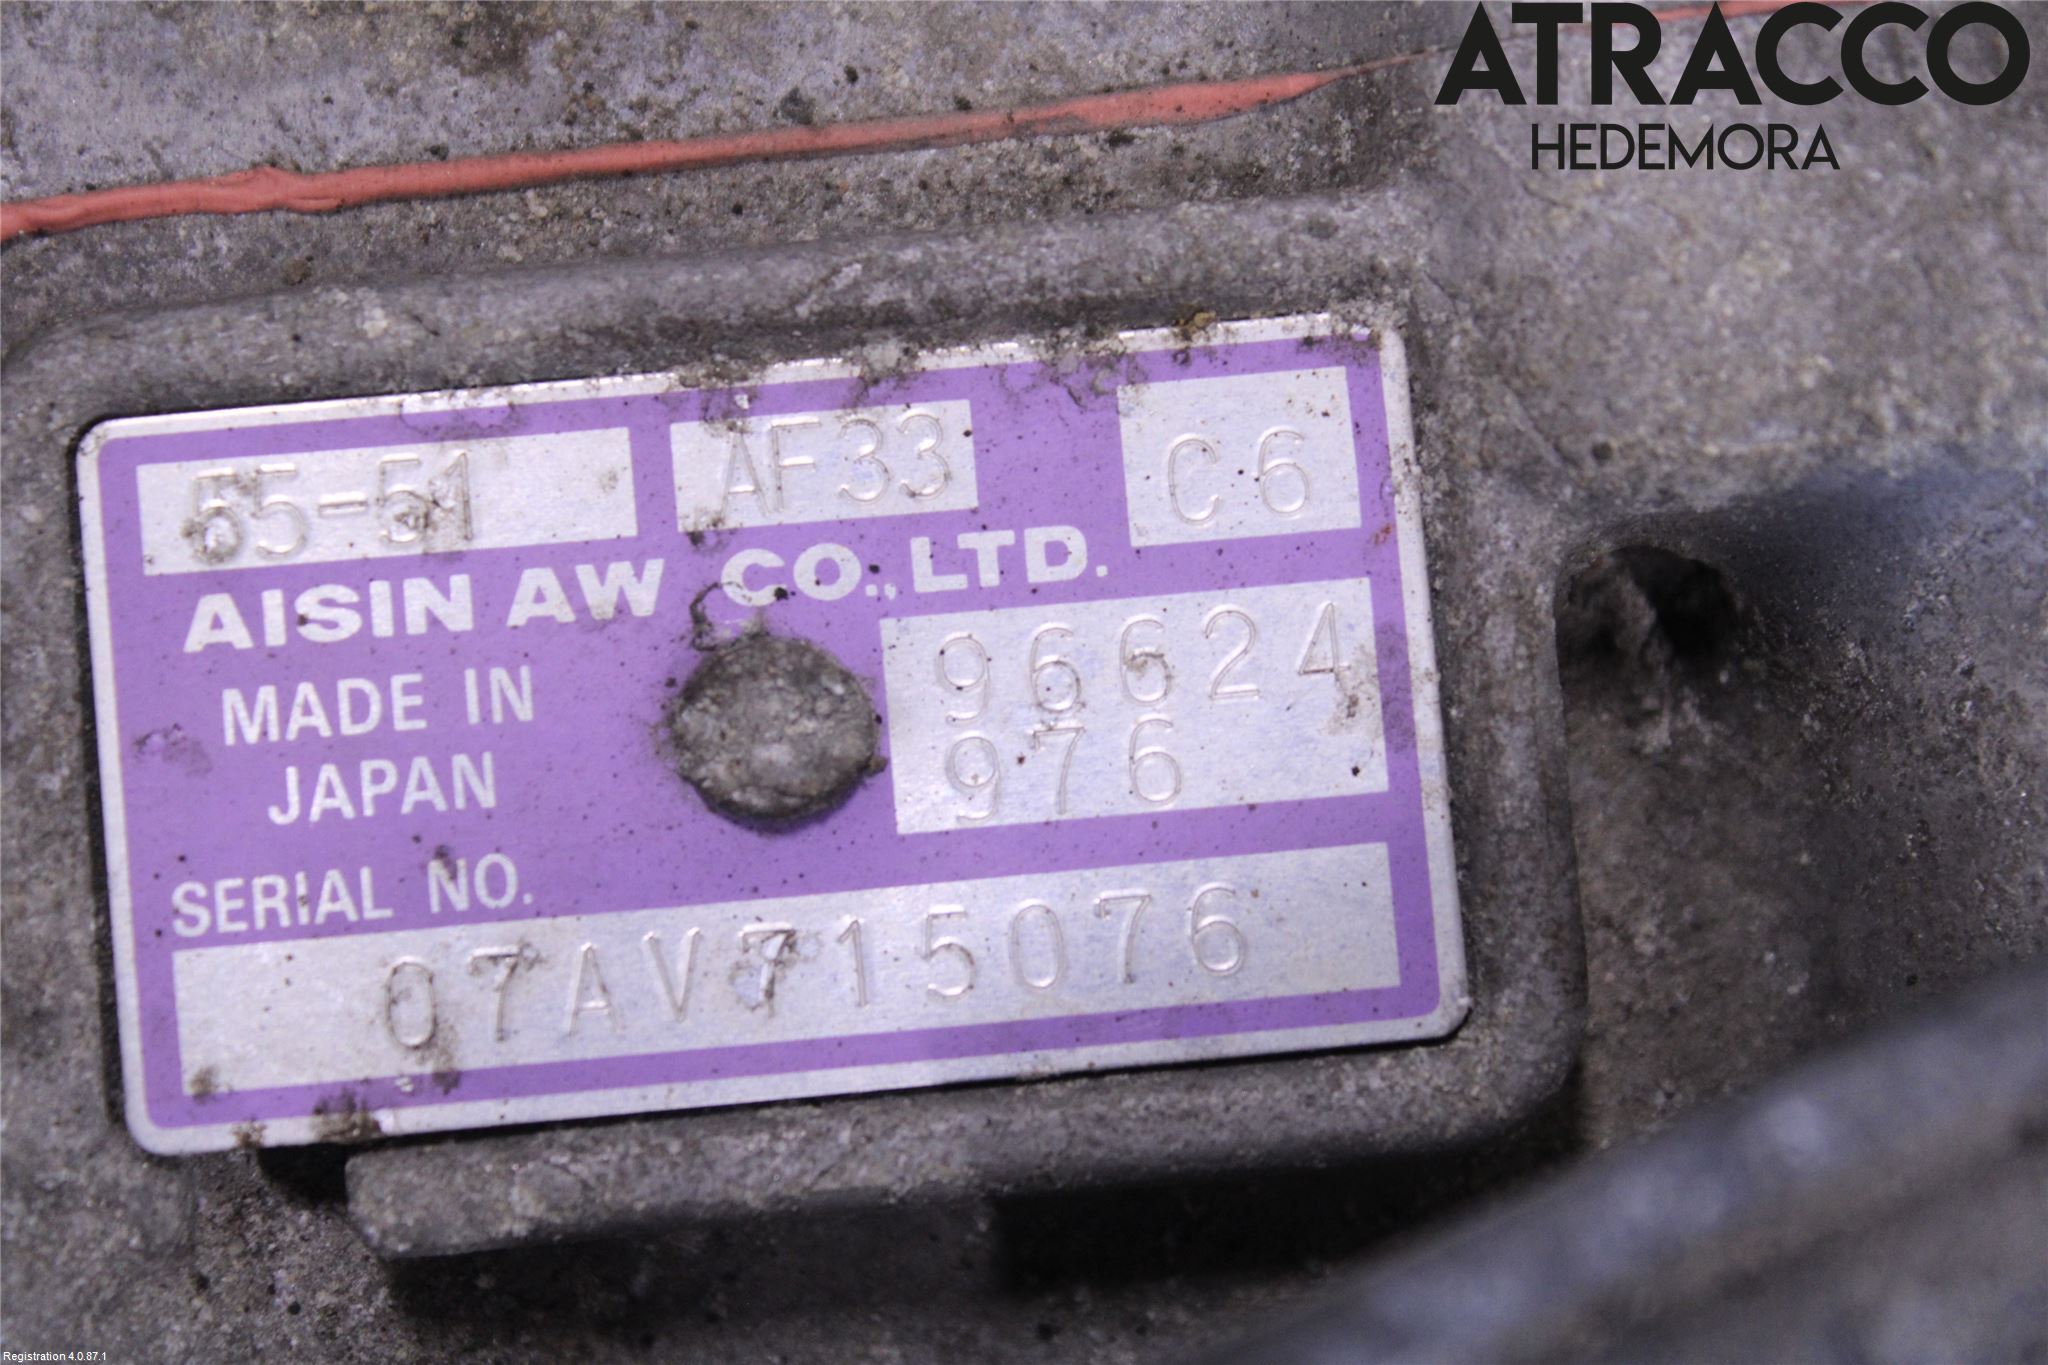 ATRACCO
HEDEMORA
55-51 AF33 C6
AISIN AW CO.,LTD.
MADE IN
JAPAN
96624
976
SERIAL NO.
07AV715076
Registration 4.0.87.1